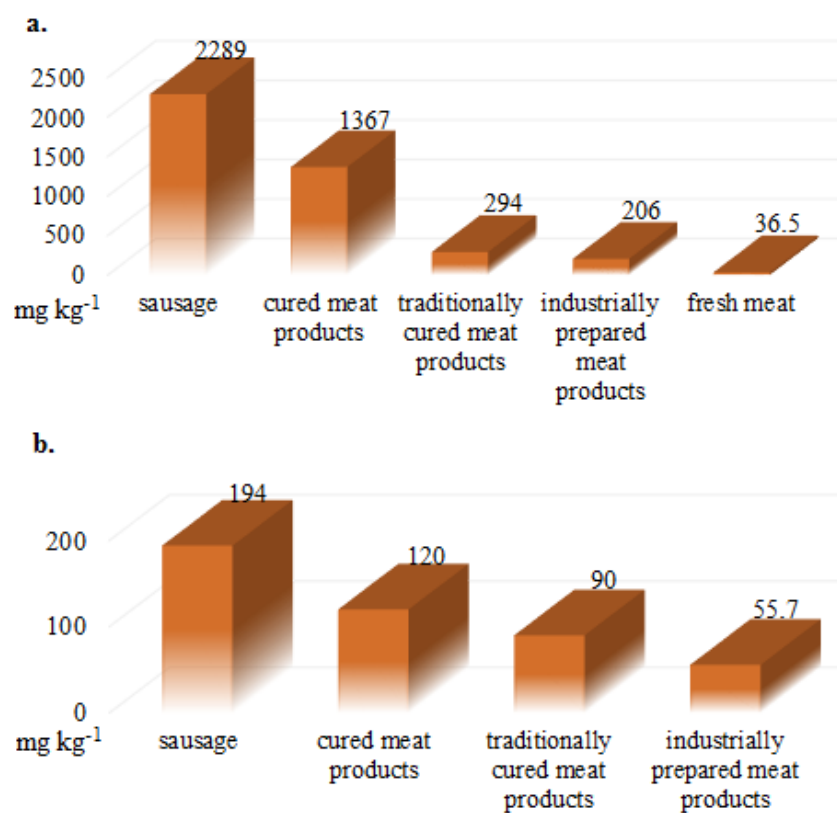 a.
2500
2000
1500
1000
500
0
mg kg-1
2289
1367
294
206
36.5
sausage
cured meat
products
traditionally
cured meat
products
industrially
prepared
meat
products
fresh meat
b.
200
100
0
mg kg-1
194
120
90
55.7
sausage
cured meat
products
traditionally
cured meat
products
industrially
prepared meat
products